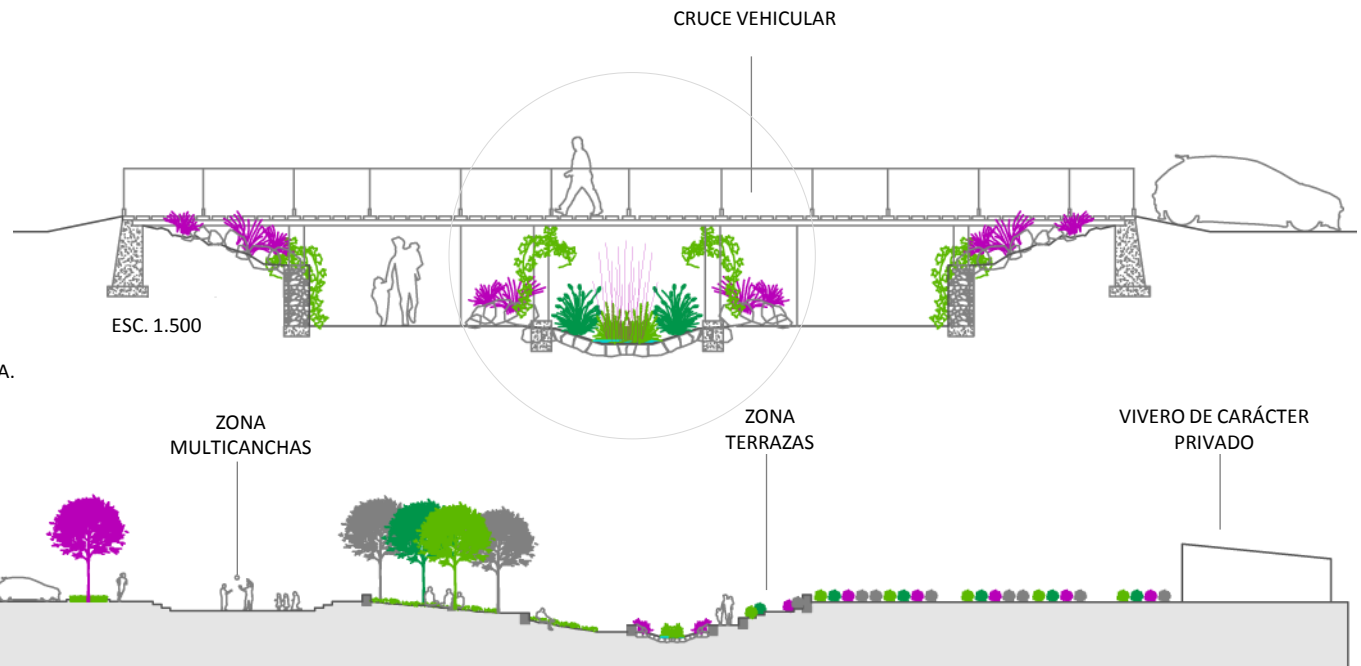 CRUCE VEHICULAR
ESC. 1.500
A.
ZONA
MULTICANCHAS
ZONA
TERRAZAS
VIVERO DE CARÁCTER
PRIVADO